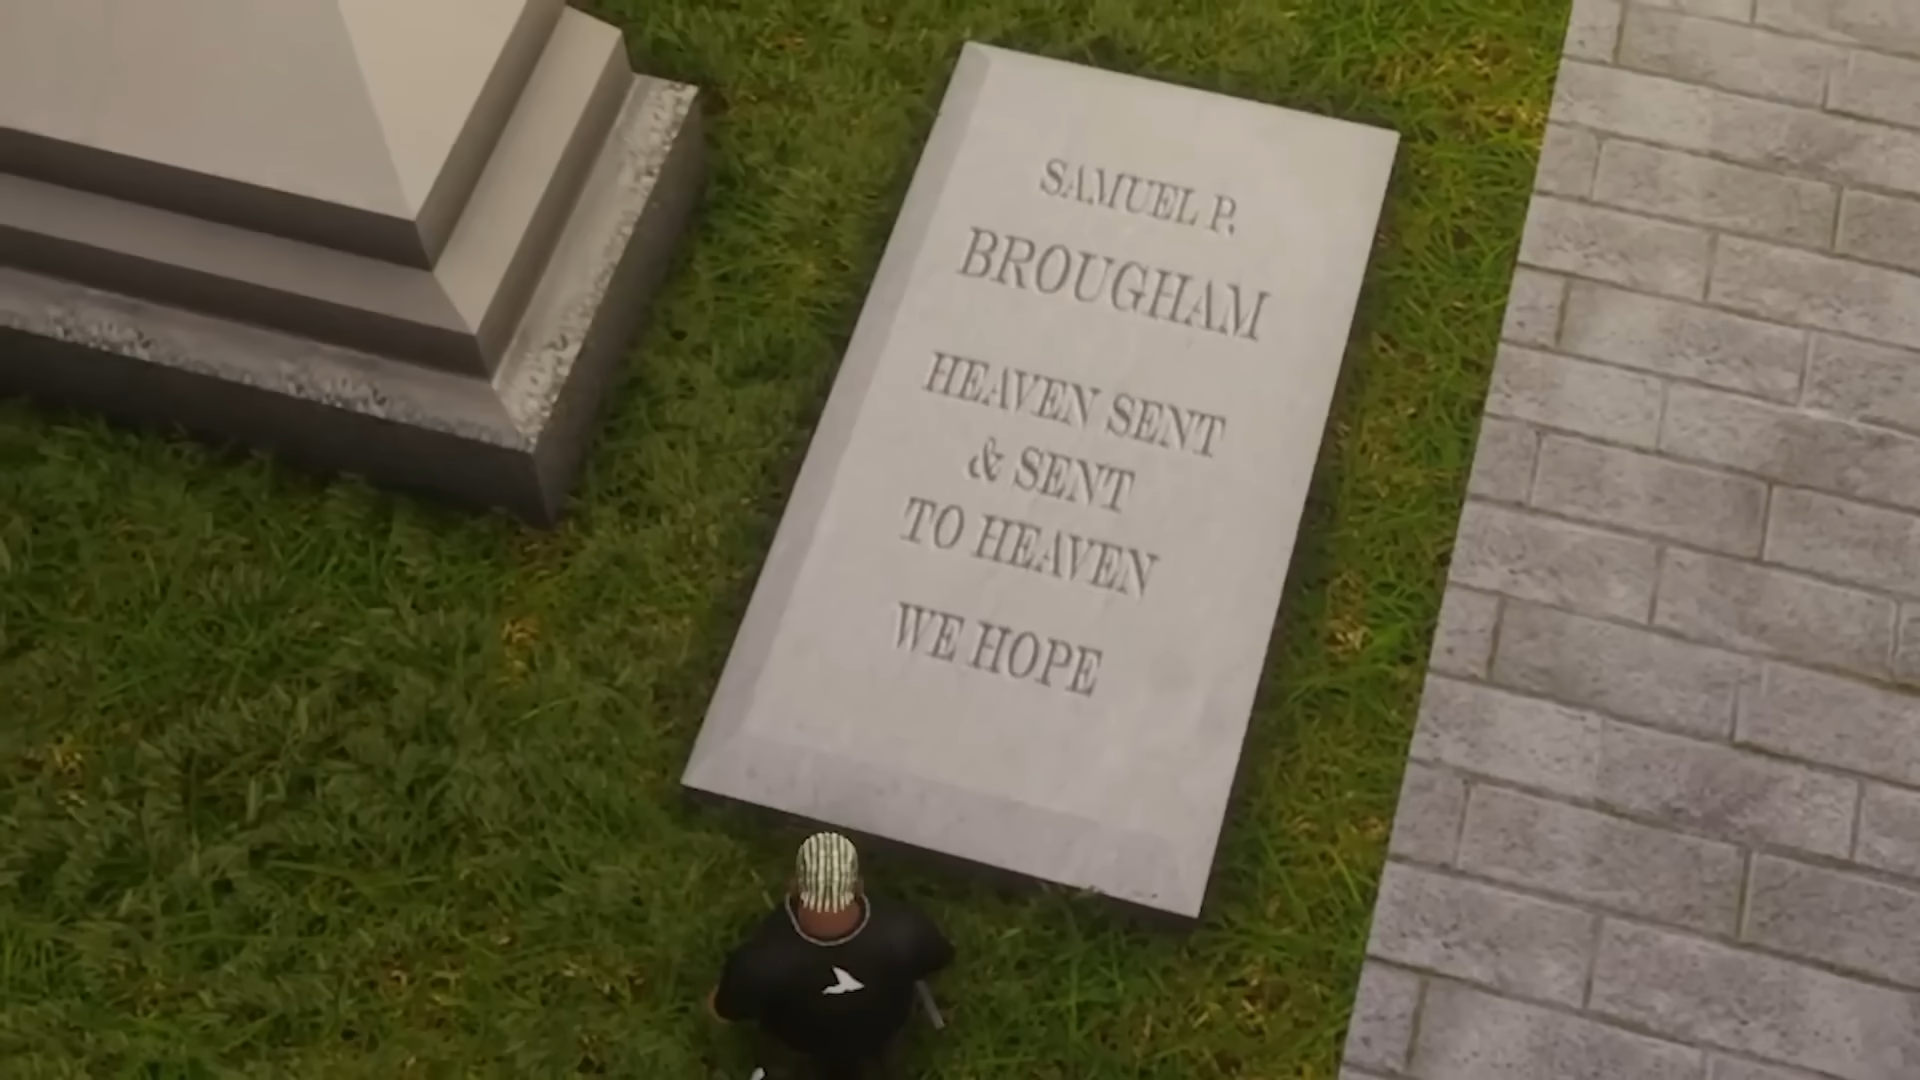 SAMUEL P.
BROUGHAM
HEAVEN SENT
& SENT
TO HEAVEN
WE HOPE